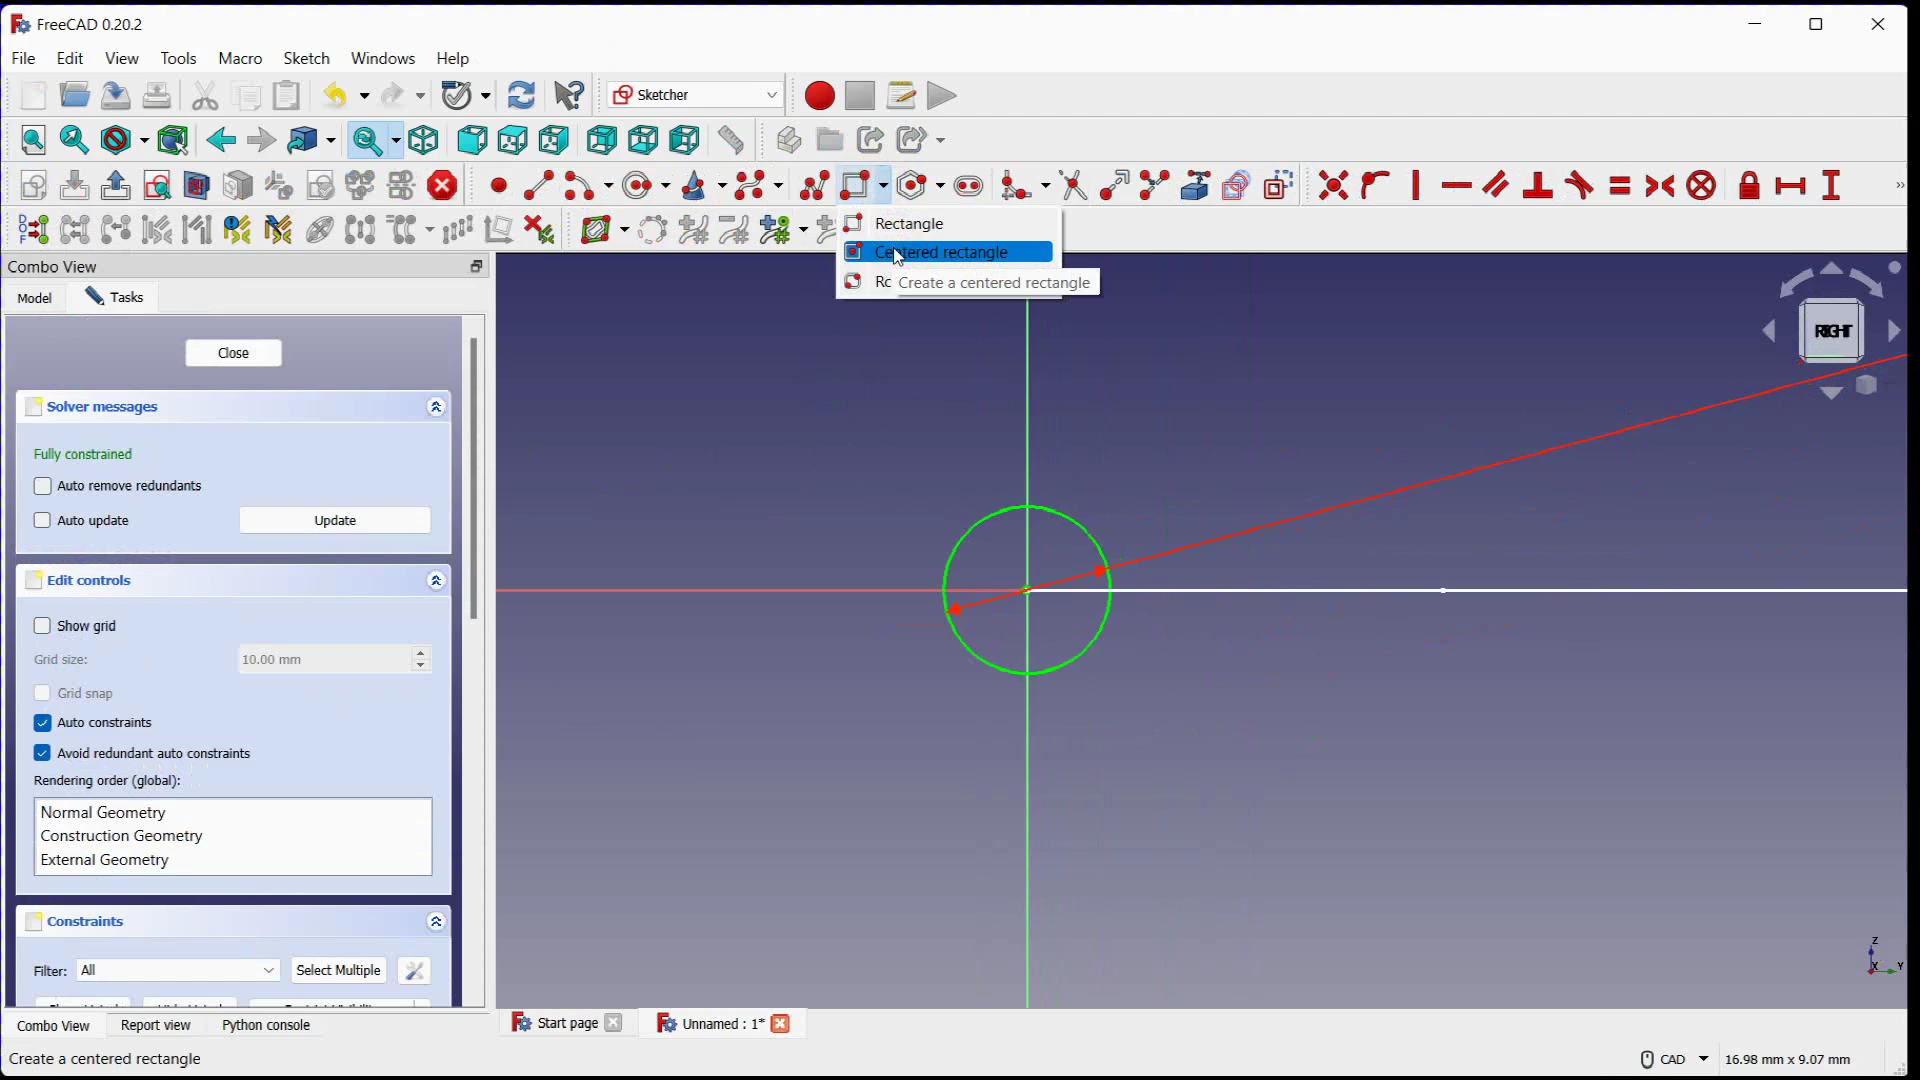 FreeCAD 0.20.2
File Edit View Tools Macro Sketch Windows Help
Sketcher
Rectangle
Centered rectangle
Create a centered rectangle
Combo View
Model Tasks
Close
Solver messages
Fully constrained
Auto remove redundants
Auto update Update
Edit controls
Show grid
Grid size: 10.00 mm
Grid snap
Auto constraints
Avoid redundant auto constraints
Rendering order (global):
Normal Geometry
Construction Geometry
External Geometry
Constraints
Filter: All Select Multiple
RIGHT
Z
X Y
Combo View Report view Python console
Start page Unnamed : 1*
Create a centered rectangle
CAD 16.98 mm x 9.07 mm